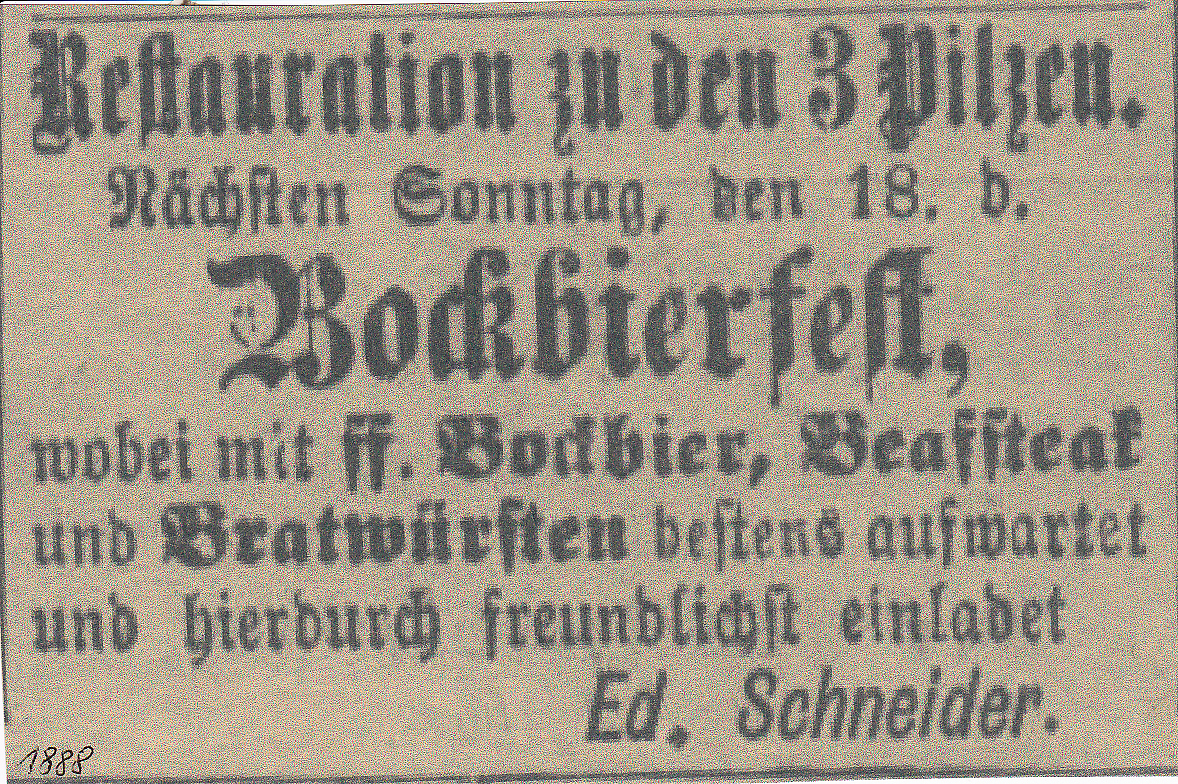 Restauration zu den 3 Pilzen.
Nächsten Sonntag, den 18. d.
Bockbierfest,
wobei mit ff. Bockbier, Beafsteak
und Bratwürsten bestens aufwartet
und hierdurch freundlichst einladet
Ed. Schneider.
1888